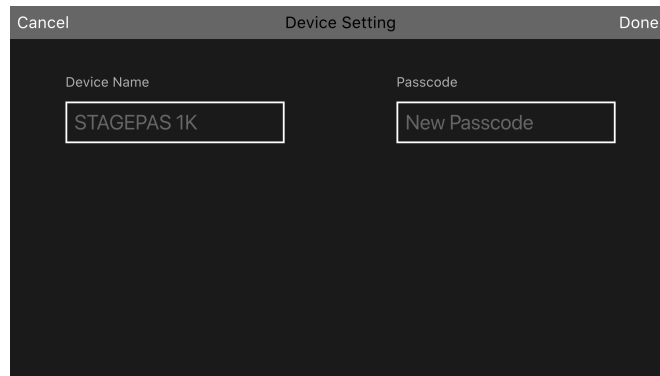 Cancel Device Setting Done
Device Name Passcode
STAGEPAS 1K New Passcode